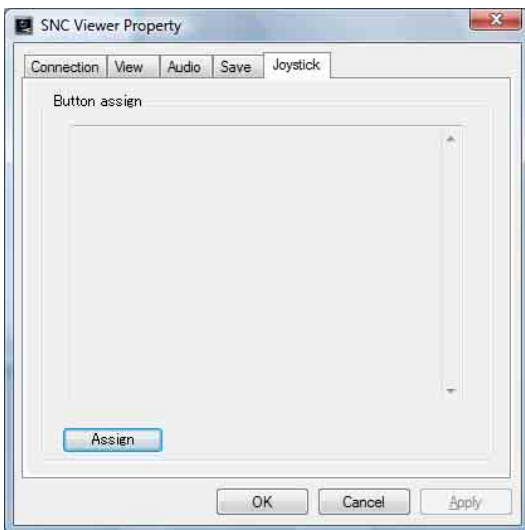 SNC Viewer Property
Connection View Audio Save Joystick
Button assign
Assign
OK Cancel Apply